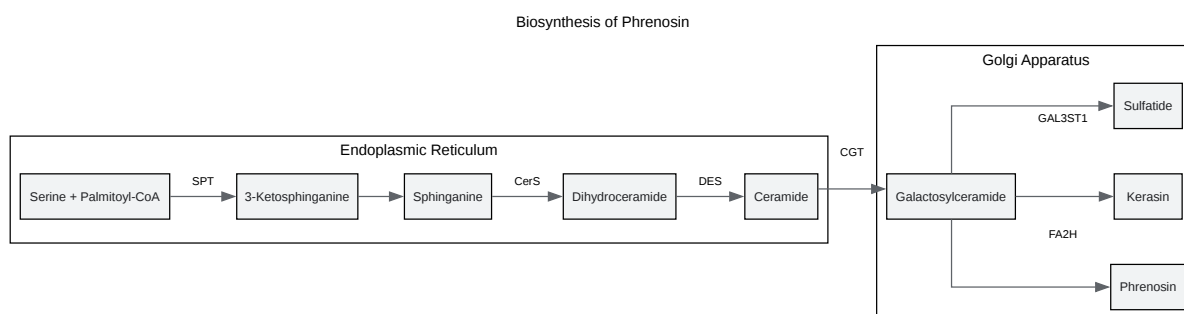 Biosynthesis of Phrenosin
Golgi Apparatus
Sulfatide
GAL3ST1
Endoplasmic Reticulum
CGT
SPT
CerS
DES
Serine + Palmitoyl-CoA
3-Ketosphinganine
Sphinganine
Dihydroceramide
Ceramide
Galactosylceramide
Kerasin
FA2H
Phrenosin